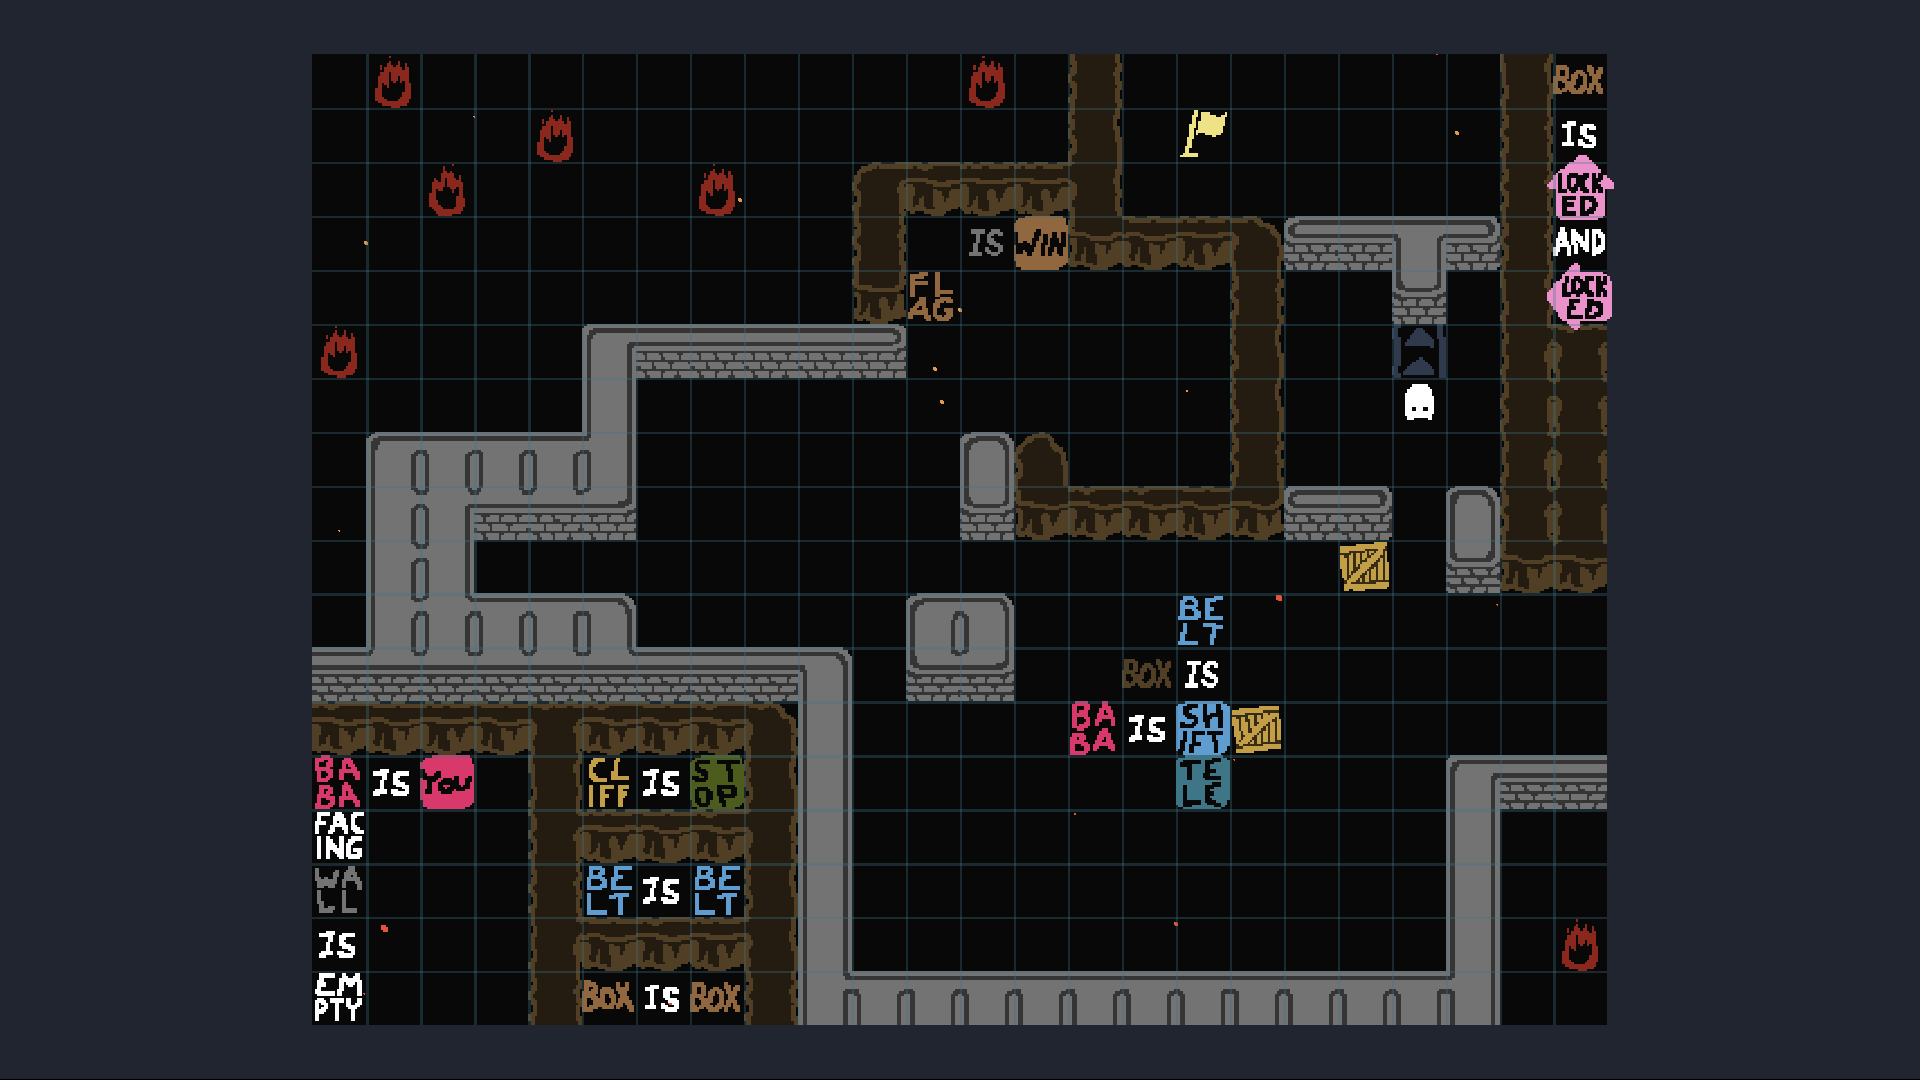 BOX
IS
LOCKED
AND
LOCKED
IS WIN
FLAG
BELT
BOX IS
BABA IS SHIFT
TELE
BABA IS YOU
FACING
WALL
IS
EMPTY
CLIFF IS STOP
BELT IS BELT
BOX IS BOX